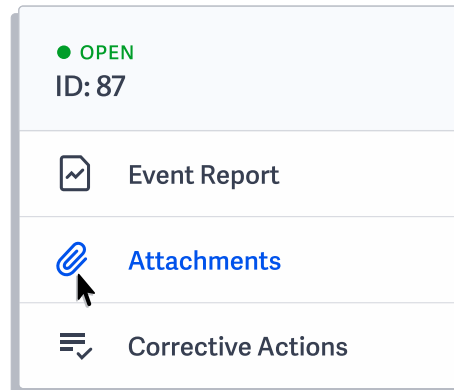 OPEN
ID: 87
Event Report
Attachments
Corrective Actions